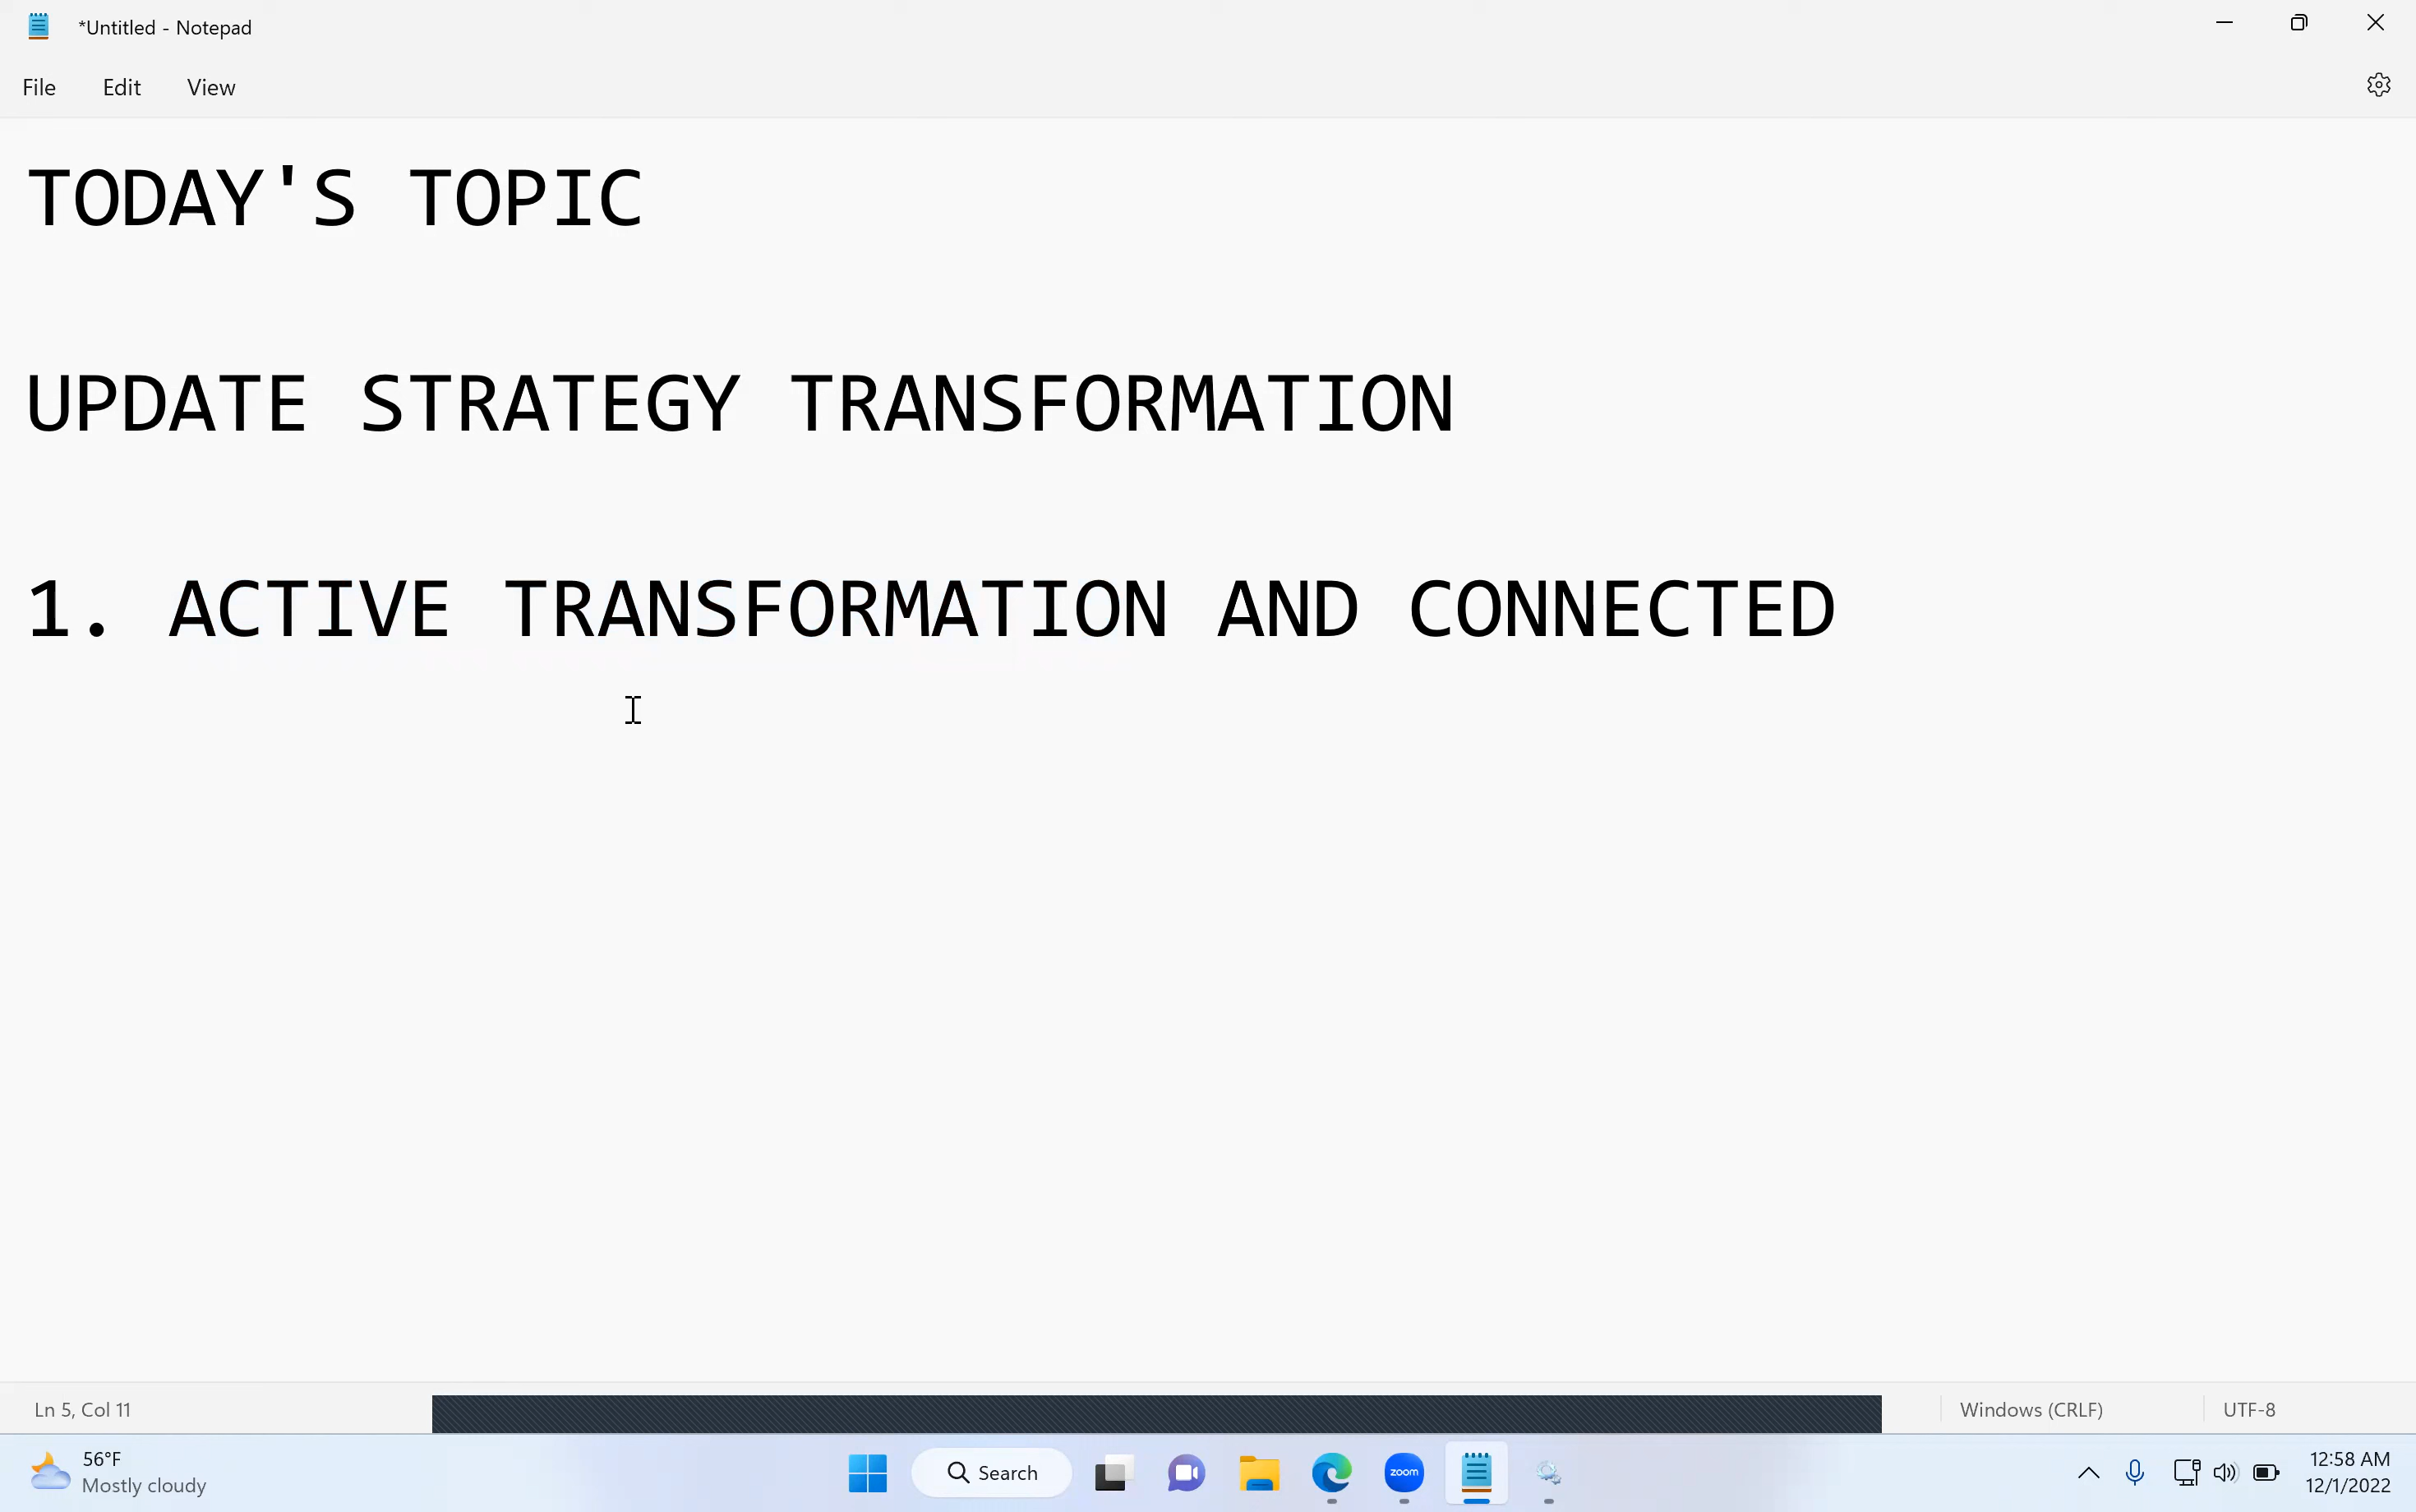 *Untitled - Notepad
File Edit View
TODAY'S TOPIC
UPDATE STRATEGY TRANSFORMATION
1. ACTIVE TRANSFORMATION AND CONNECTED
Ln 5, Col 11 Windows (CRLF) UTF-8
56°F
Mostly cloudy
Search
zoom
12:58 AM
12/1/2022